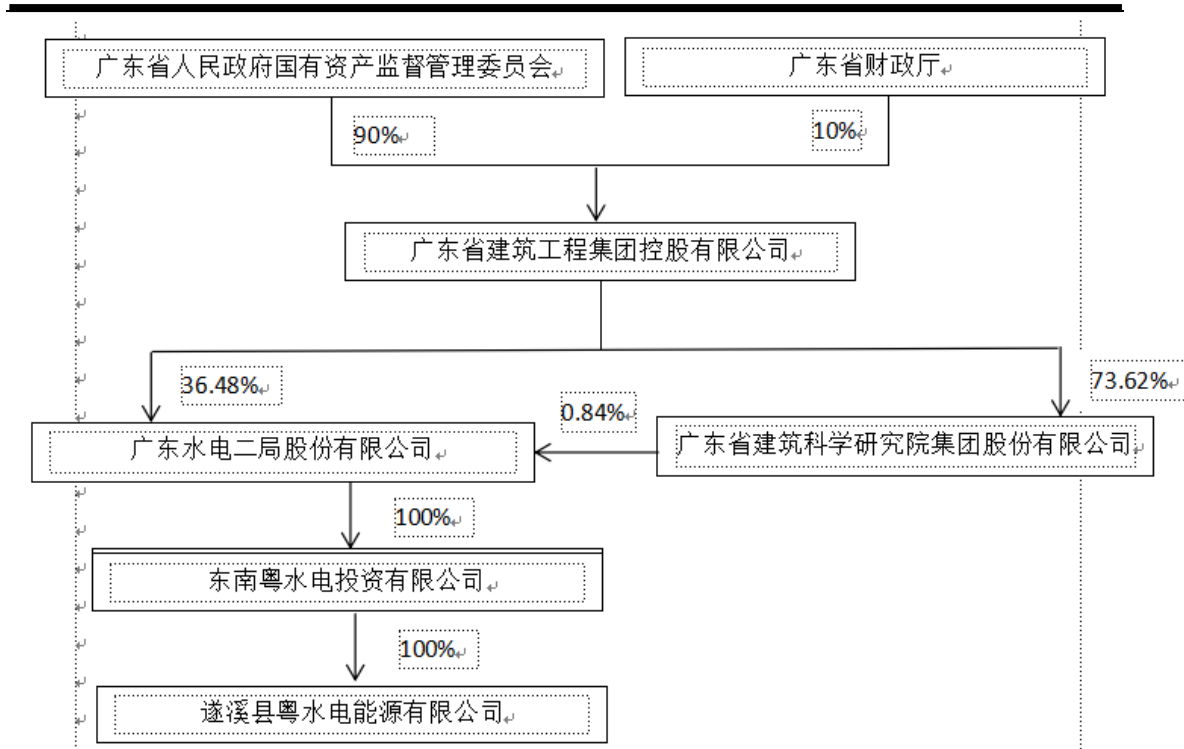 广东省人民政府国有资产监督管理委员会
广东省财政厅
90%
10%
广东省建筑工程集团控股有限公司
36.48%
73.62%
0.84%
广东水电二局股份有限公司
广东省建筑科学研究院集团股份有限公司
100%
东南粤水电投资有限公司
100%
遂溪县粤水电能源有限公司